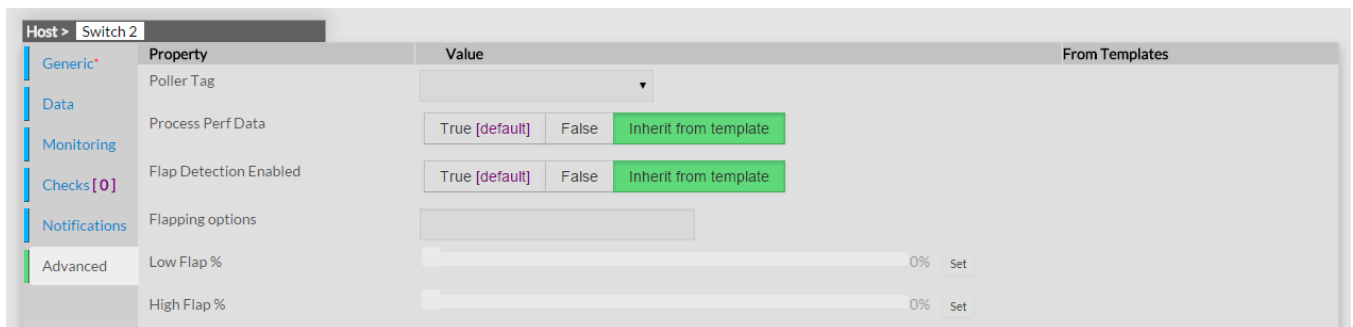 Host > Switch 2
Property Value From Templates
Generic*
Poller Tag
Data
Process Perf Data True [default] False Inherit from template
Monitoring
Flap Detection Enabled True [default] False Inherit from template
Checks [ 0 ]
Notifications
Flapping options
Advanced
Low Flap % 0% Set
High Flap % 0% Set